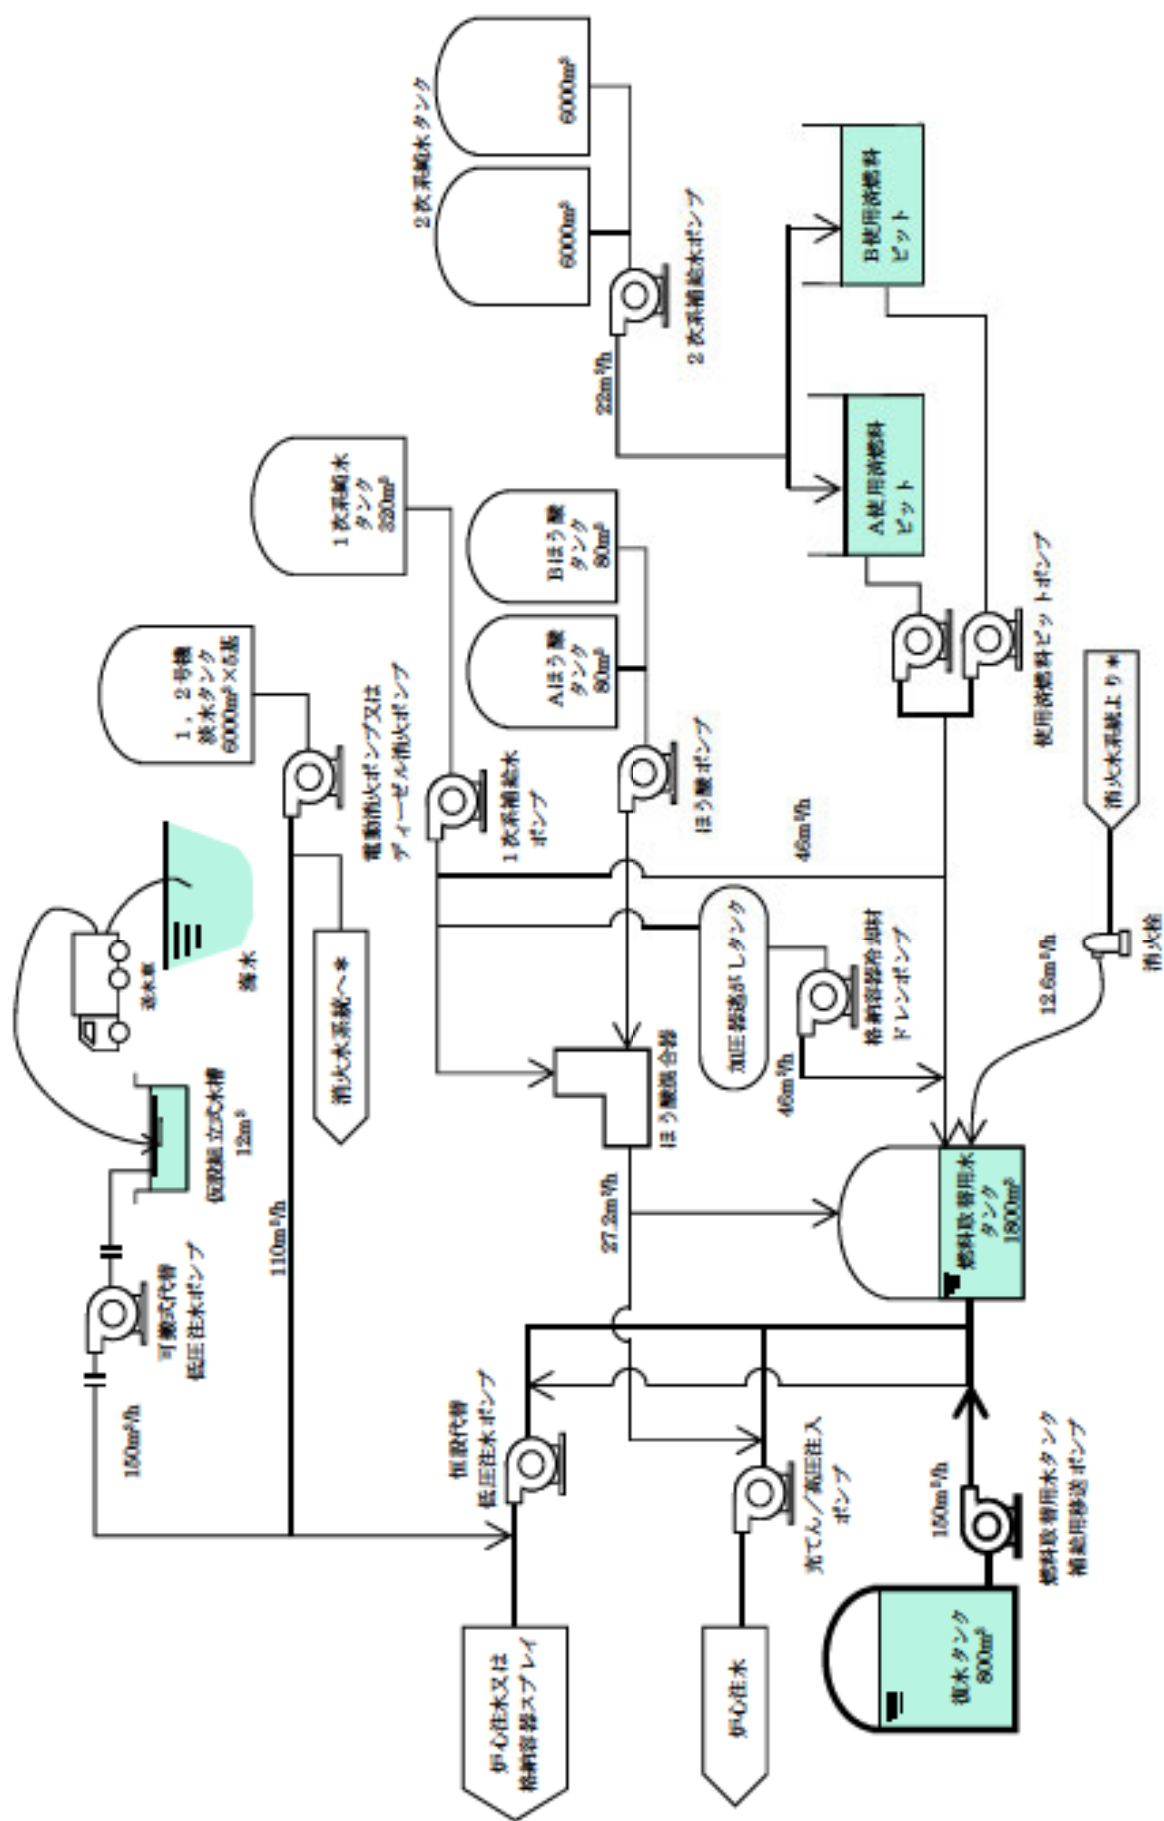 2次系純水タンク
6000m³
6000m³
2次系補給水ポンプ
22m³/h
B使用済燃料
ピット
A使用済燃料
ピット
使用済燃料ピットポンプ
1次系純水
タンク
320m³
Bほう酸
タンク
80m³
Aほう酸
タンク
80m³
ほう酸ポンプ
1次系補給水
ポンプ
46m³/h
1，2号機
淡水タンク
6000m³×5基
電動消火ポンプ又は
ディーゼル消火ポンプ
消火水系統へ＊
消火水系統より＊
消火栓
12.6m³/h
海水
送水車
仮設組立式水槽
12m³
可搬式代替
低圧注水ポンプ
150m³/h
110m³/h
加圧器逃がしタンク
格納容器冷却材
ドレンポンプ
46m³/h
ほう酸混合器
27.2m³/h
燃料取替用水
タンク
1800m³
恒設代替
低圧注水ポンプ
充てん／高圧注入
ポンプ
150m³/h
燃料取替用水タンク
補給用移送ポンプ
復水タンク
800m³
炉心注水又は
格納容器スプレイ
炉心注水